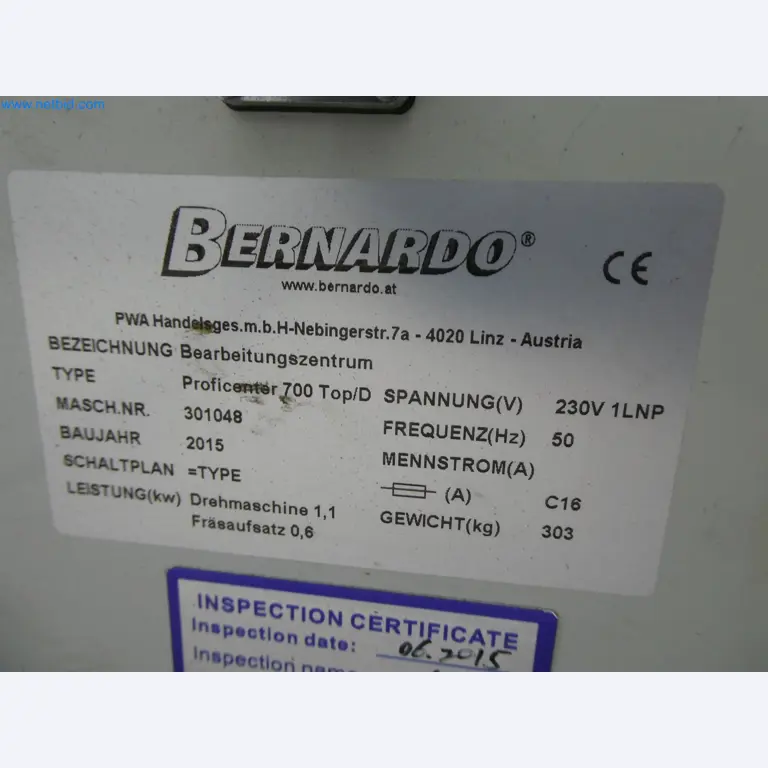 www.netbid.com
BERNARDO®
CE
www.bernardo.at
PWA Handelsges.m.b.H-Nebingerstr.7a - 4020 Linz - Austria
BEZEICHNUNG Bearbeitungszentrum
TYPE Proficenter 700 Top/D SPANNUNG(V) 230V 1LNP
MASCH.NR. 301048 FREQUENZ(Hz) 50
BAUJAHR 2015 MENNSTROM(A)
SCHALTPLAN =TYPE (A) C16
LEISTUNG(kw) Drehmaschine 1,1 GEWICHT(kg) 303
Fräsaufsatz 0,6
INSPECTION CERTIFICATE
Inspection date: 06.2015
Inspection